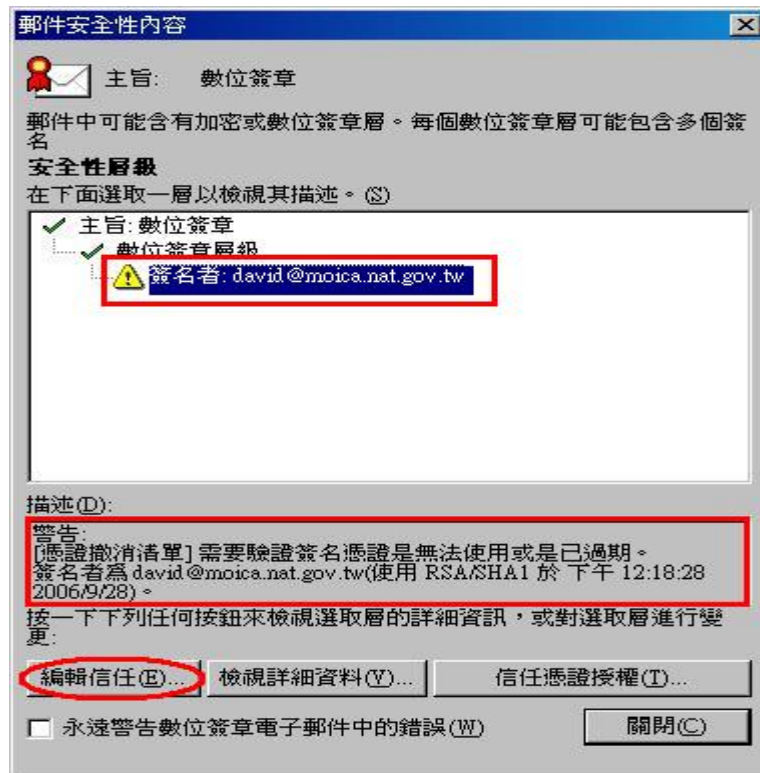 郵件安全性內容
主旨: 數位簽章
郵件中可能含有加密或數位簽章層。每個數位簽章層可能包含多個簽
名
安全性層級
在下面選取一層以檢視其描述。(S)
主旨: 數位簽章
數位簽章層級
簽名者: david@moica.nat.gov.tw
描述(D):
警告:
[憑證撤消清單] 需要驗證簽名憑證是無法使用或是已過期。
簽名者為 david@moica.nat.gov.tw(使用 RSA/SHA1 於 下午 12:18:28
2006/9/28)。
按一下下列任何按鈕來檢視選取層的詳細資訊，或對選取層進行變
更:
編輯信任(E)... 檢視詳細資料(V)... 信任憑證授權(T)...
永遠警告數位簽章電子郵件中的錯誤(W) 關閉(C)